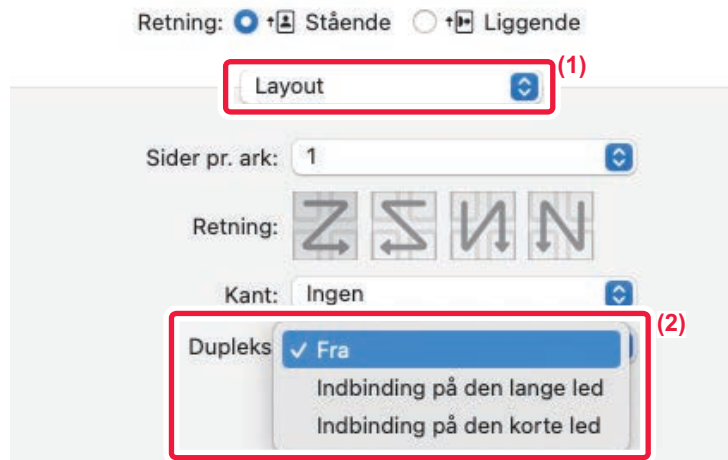 Retning: Stående Liggende
(1)
Layout
Sider pr. ark: 1
Retning:
Kant: Ingen
(2)
Dupleks ✓ Fra
Indbinding på den lange led
Indbinding på den korte led